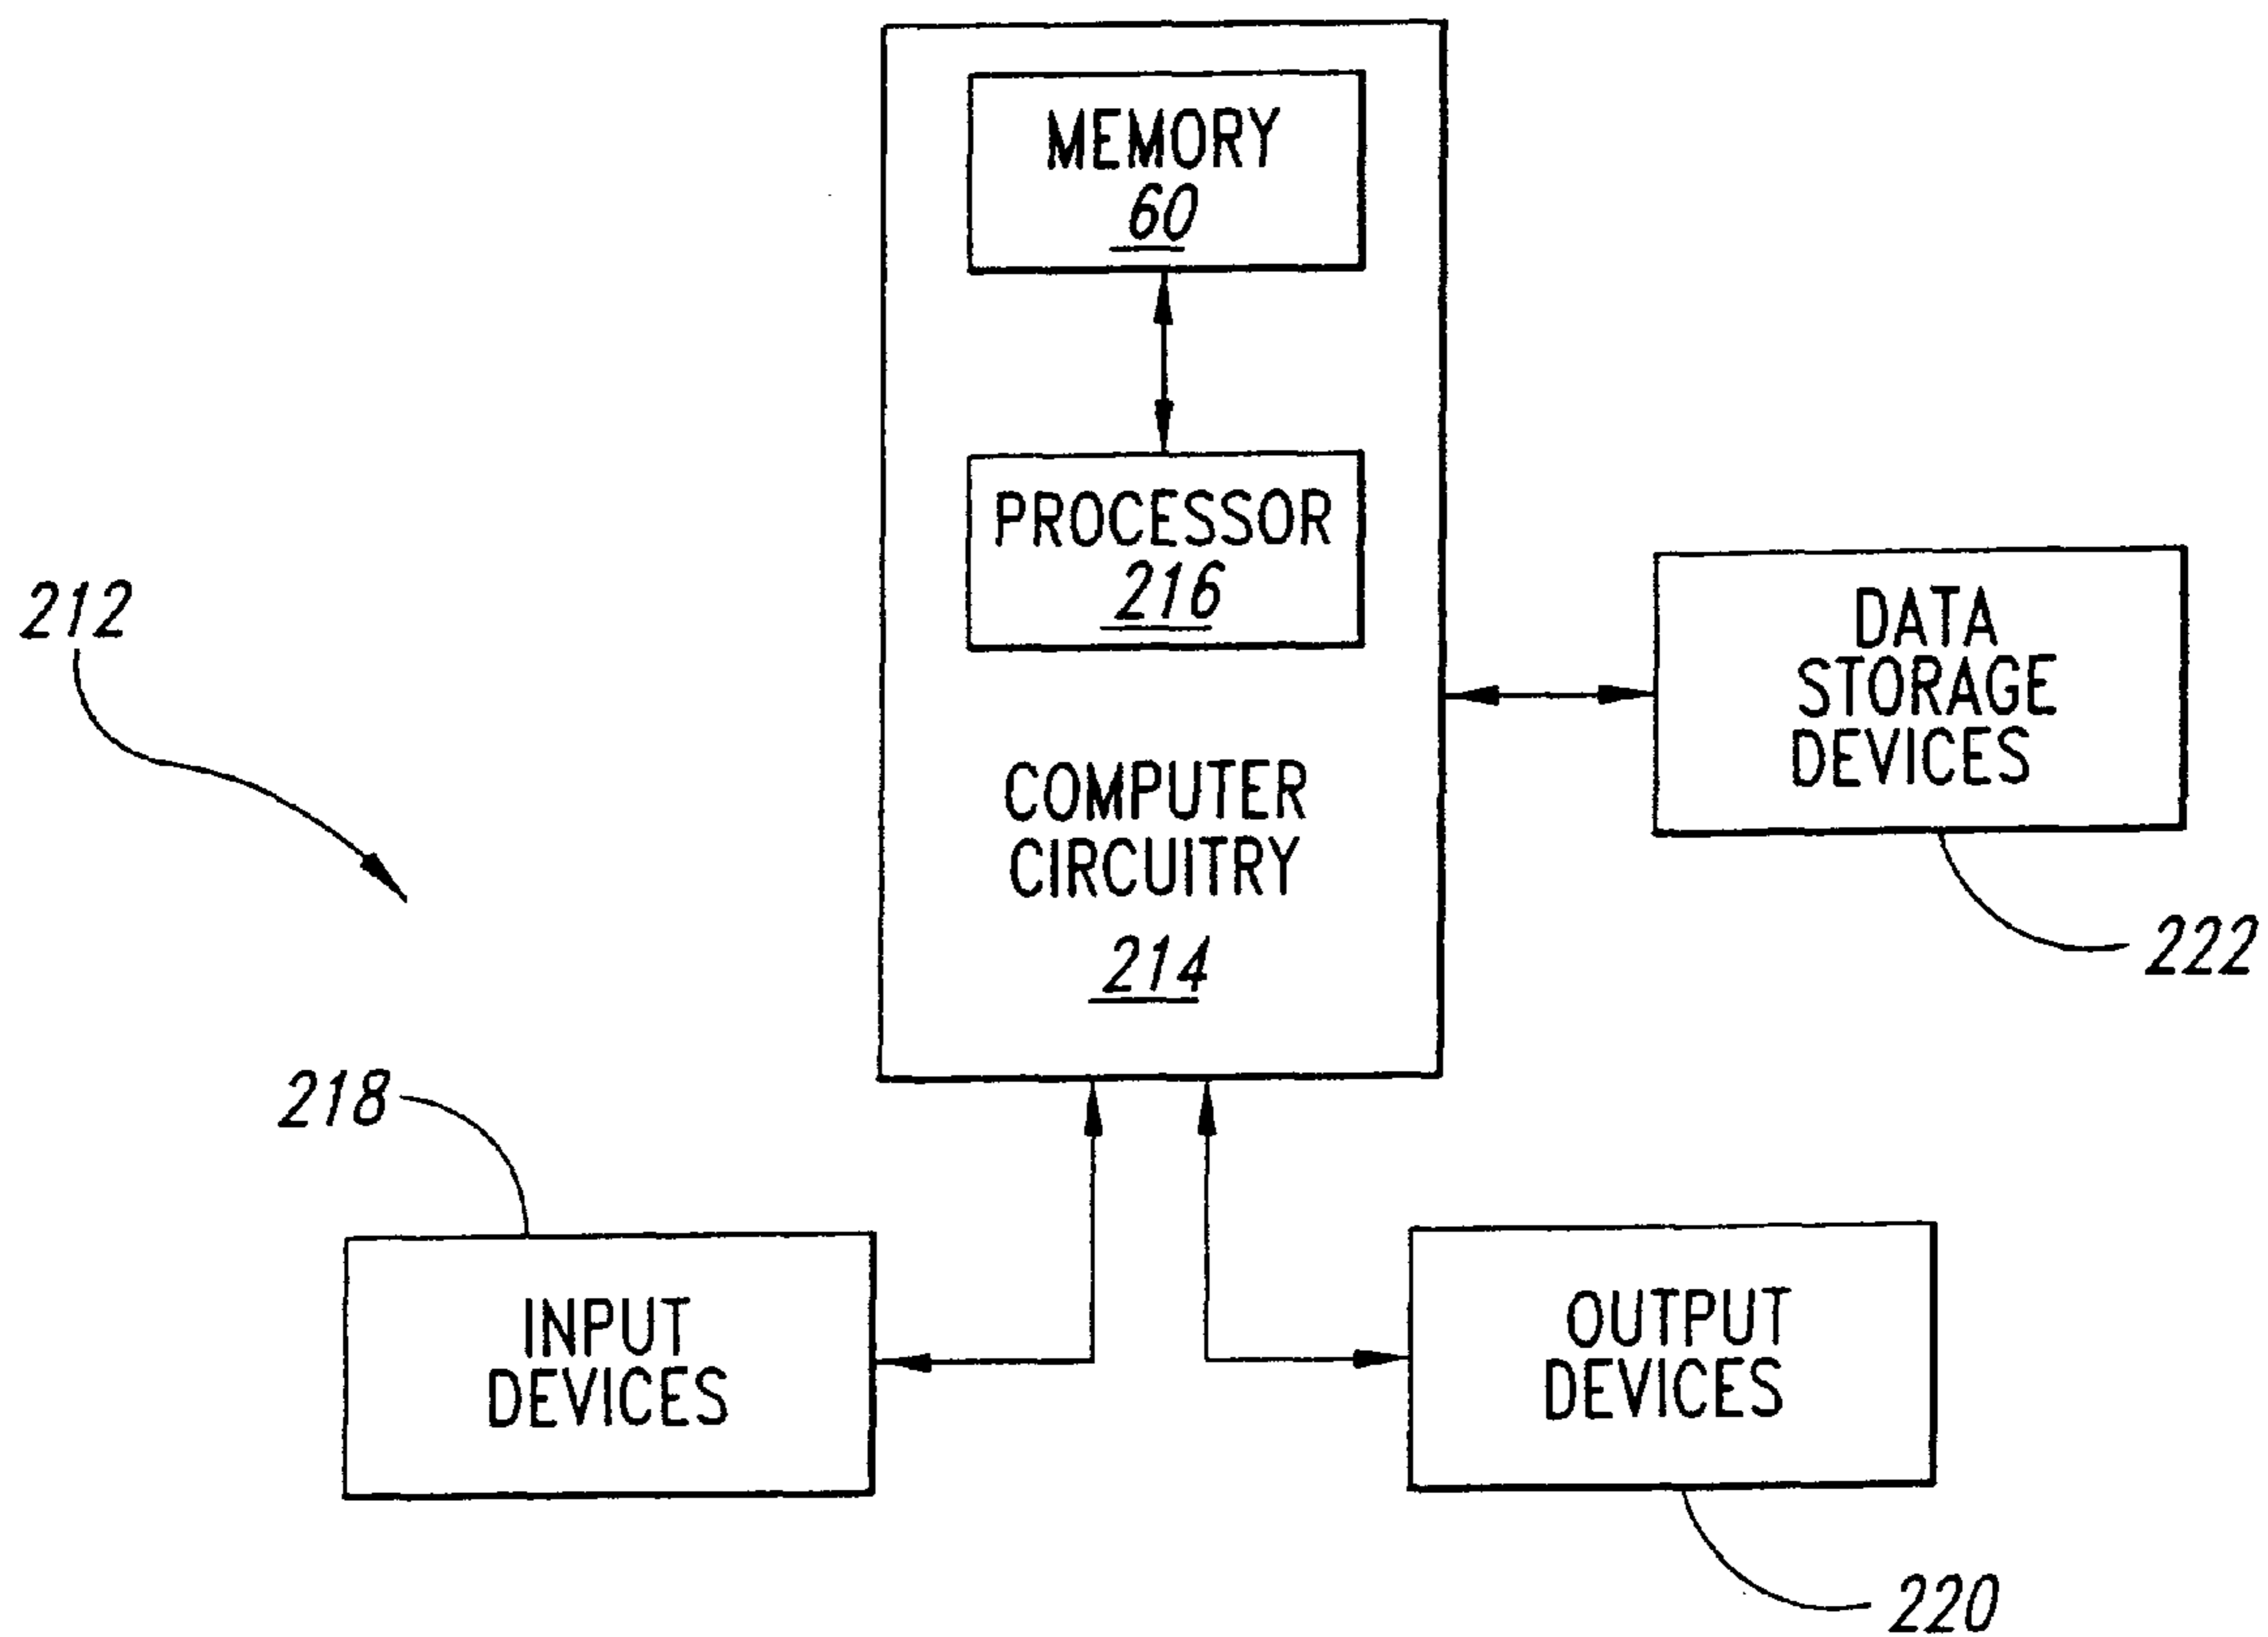 MEMORY
60
PROCESSOR
216
212
DATA
STORAGE
DEVICES
COMPUTER
CIRCUITRY
214
222
218
INPUT
DEVICES
OUTPUT
DEVICES
220